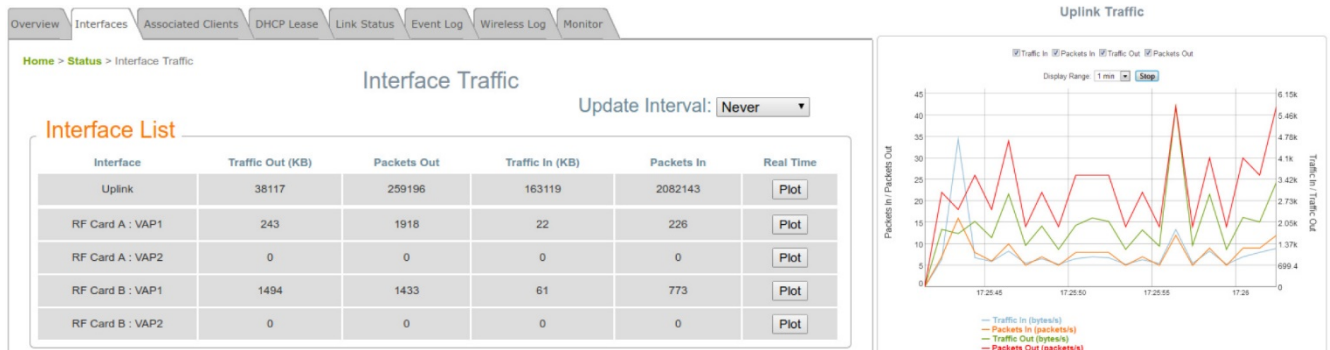 Overview Interfaces Associated Clients DHCP Lease Link Status Event Log Wireless Log Monitor
Home > Status > Interface Traffic
Interface Traffic
Update Interval: Never
Interface List
Interface Traffic Out (KB) Packets Out Traffic In (KB) Packets In Real Time
Uplink 38117 259196 163119 2082143 Plot
RF Card A : VAP1 243 1918 22 226 Plot
RF Card A : VAP2 0 0 0 0 Plot
RF Card B : VAP1 1494 1433 61 773 Plot
RF Card B : VAP2 0 0 0 0 Plot
Uplink Traffic
Traffic In Packets In Traffic Out Packets Out
Display Range: 1 min Stop
Packets In / Packets Out
45
40
35
30
25
20
15
10
5
0
6.15k
5.46k
4.78k
4.1k
3.42k
2.73k
2.05k
1.37k
699.4
0
Traffic In / Traffic Out
17:25:45 17:25:50 17:25:55 17:26
Traffic In (bytes/s)
Packets In (packets/s)
Traffic Out (bytes/s)
Packets Out (packets/s)